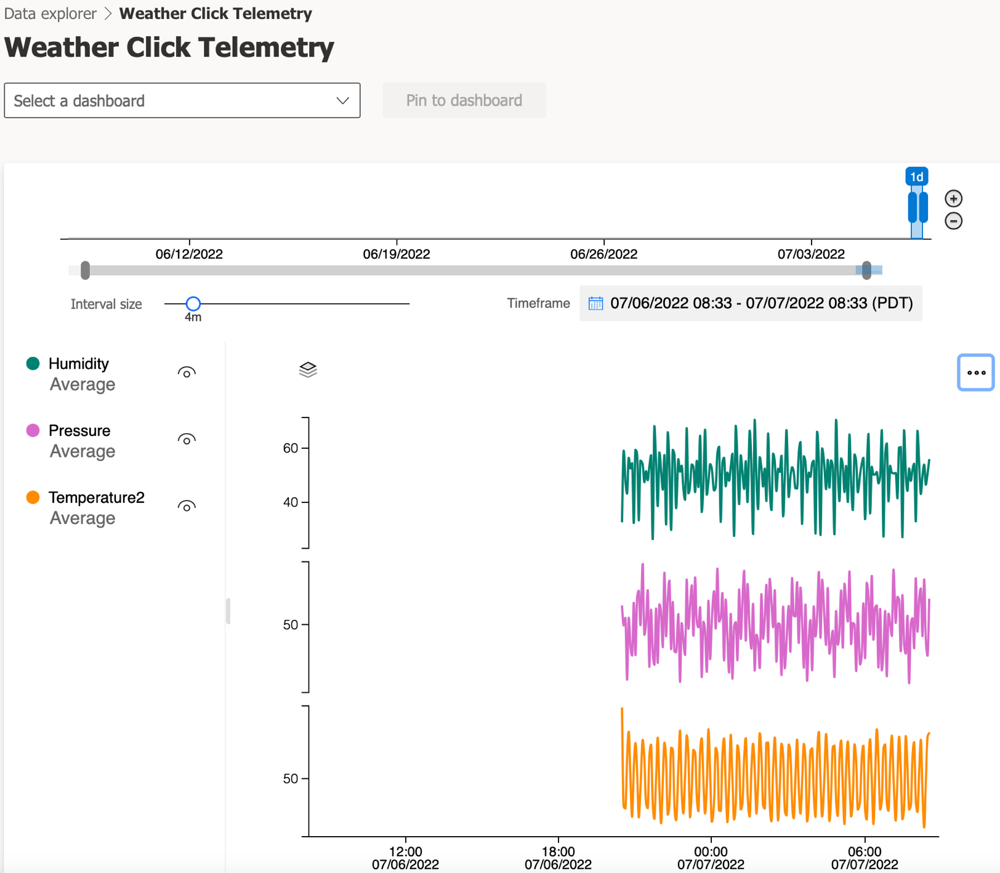 Data explorer > Weather Click Telemetry
Weather Click Telemetry
Select a dashboard
Pin to dashboard
1d
06/12/2022 06/19/2022 06/26/2022 07/03/2022
Interval size
4m
Timeframe 07/06/2022 08:33 - 07/07/2022 08:33 (PDT)
Humidity
Average
Pressure
Average
Temperature2
Average
60
40
50
50
12:00 18:00 00:00 06:00
07/06/2022 07/06/2022 07/07/2022 07/07/2022